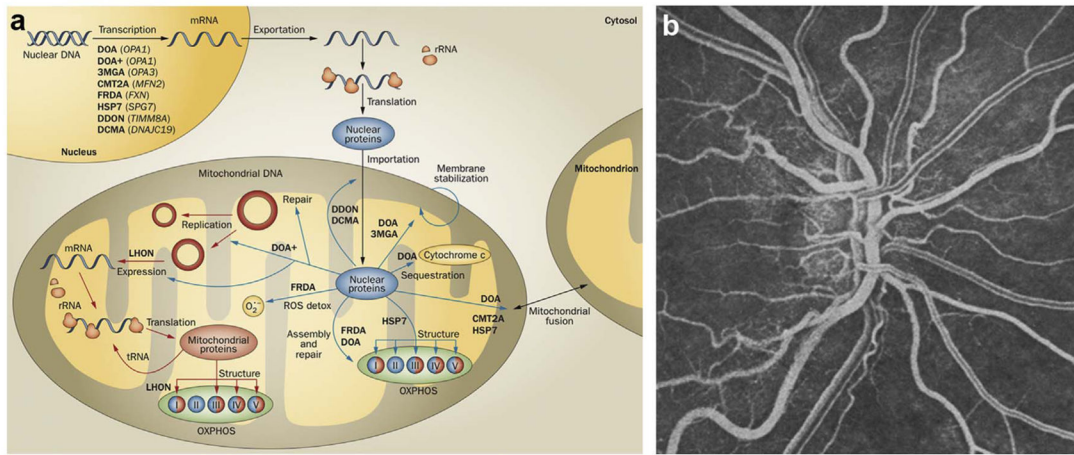 a
Transcription
mRNA
Exportation
Cytosol
Nuclear DNA
rRNA
DOA (OPA1)
DOA+ (OPA1)
3MGA (OPA3)
CMT2A (MFN2)
FRDA (FXN)
HSP7 (SPG7)
DDON (TIMM8A)
DCMA (DNAJC19)
Nucleus
Translation
Nuclear
proteins
Importation
Mitochondrial DNA
Membrane
stabilization
Mitochondrion
Repair
Replication
DDON
DCMA
DOA
3MGA
mRNA
LHON
Expression
DOA+
DOA
Cytochrome c
Sequestration
Nuclear
proteins
FRDA
O2•–
ROS detox
DOA
CMT2A
HSP7
Mitochondrial
fusion
rRNA
Translation
tRNA
Mitochondrial
proteins
Assembly
and
repair
FRDA
DOA
HSP7
Structure
I II III IV V
OXPHOS
LHON
Structure
I II III IV V
OXPHOS
b